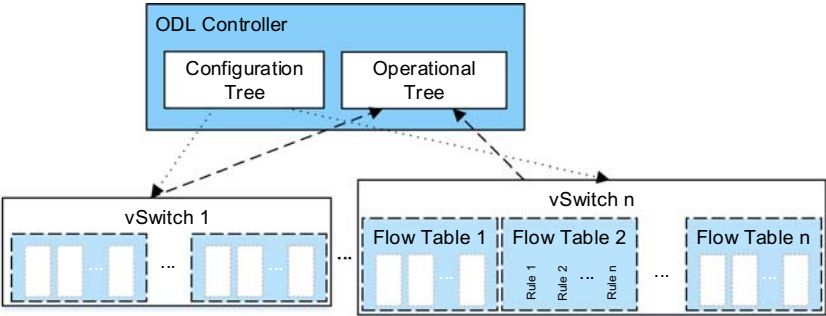 ODL Controller
Configuration
Tree
Operational
Tree
vSwitch 1
...
...
...
...
vSwitch n
Flow Table 1
...
Flow Table 2
Rule 1
Rule 2
...
Rule n
...
Flow Table n
...